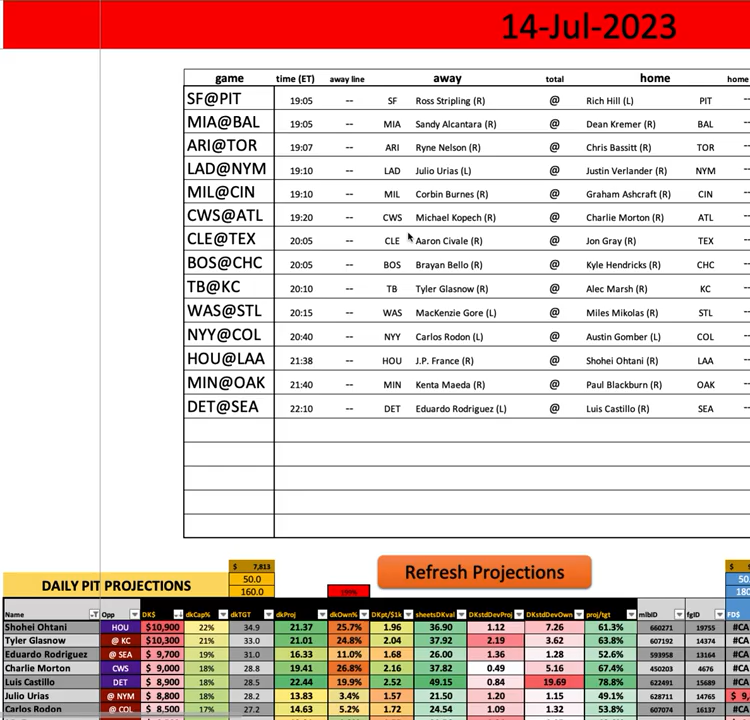 14-Jul-2023
game time (ET) away line away total home home
SF@PIT 19:05 -- SF Ross Stripling (R) @ Rich Hill (L) PIT --
MIA@BAL 19:05 -- MIA Sandy Alcantara (R) @ Dean Kremer (R) BAL --
ARI@TOR 19:07 -- ARI Ryne Nelson (R) @ Chris Bassitt (R) TOR --
LAD@NYM 19:10 -- LAD Julio Urias (L) @ Justin Verlander (R) NYM --
MIL@CIN 19:10 -- MIL Corbin Burnes (R) @ Graham Ashcraft (R) CIN --
CWS@ATL 19:20 -- CWS Michael Kopech (R) @ Charlie Morton (R) ATL --
CLE@TEX 20:05 -- CLE Aaron Civale (R) @ Jon Gray (R) TEX --
BOS@CHC 20:05 -- BOS Brayan Bello (R) @ Kyle Hendricks (R) CHC --
TB@KC 20:10 -- TB Tyler Glasnow (R) @ Alec Marsh (R) KC --
WAS@STL 20:15 -- WAS MacKenzie Gore (L) @ Miles Mikolas (R) STL --
NYY@COL 20:40 -- NYY Carlos Rodon (L) @ Austin Gomber (L) COL --
HOU@LAA 21:38 -- HOU J.P. France (R) @ Shohei Ohtani (R) LAA --
MIN@OAK 21:40 -- MIN Kenta Maeda (R) @ Paul Blackburn (R) OAK --
DET@SEA 22:10 -- DET Eduardo Rodriguez (L) @ Luis Castillo (R) SEA --
$ 7,813 $
DAILY PIT PROJECTIONS 50.0 Refresh Projections 50.
160.0 180
Name Opp DK$ dkCap% dkTGT dkProj dkOwn% DKpt/$1k sheetsDKval DKstdDevProj DKstdDevOwn proj/tgt mlbID fgID FD$
Shohei Ohtani HOU $10,900 22% 34.9 21.37 25.7% 1.96 36.90 1.12 7.26 61.3% 660271 19755 #CA
Tyler Glasnow @ KC $10,300 21% 33.0 21.01 24.8% 2.04 37.92 2.19 3.62 63.8% 607192 14374 #CA
Eduardo Rodriguez @ SEA $ 9,700 19% 31.0 16.33 11.0% 1.68 26.00 1.36 1.28 52.6% 593958 13164 #CA
Charlie Morton CWS $ 9,000 18% 28.8 19.41 26.8% 2.16 37.82 0.49 5.16 67.4% 450203 4676 #CA
Luis Castillo DET $ 8,900 18% 28.5 22.44 19.9% 2.52 49.15 0.84 19.69 78.8% 622491 15689 #CA
Julio Urias @ NYM $ 8,800 18% 28.2 13.83 3.4% 1.57 21.50 1.20 1.15 49.1% 628711 14765 $ 9,
Carlos Rodon @ COL $ 8,500 17% 27.2 14.63 5.2% 1.72 24.54 1.09 1.32 53.8% 607074 16137 #CA